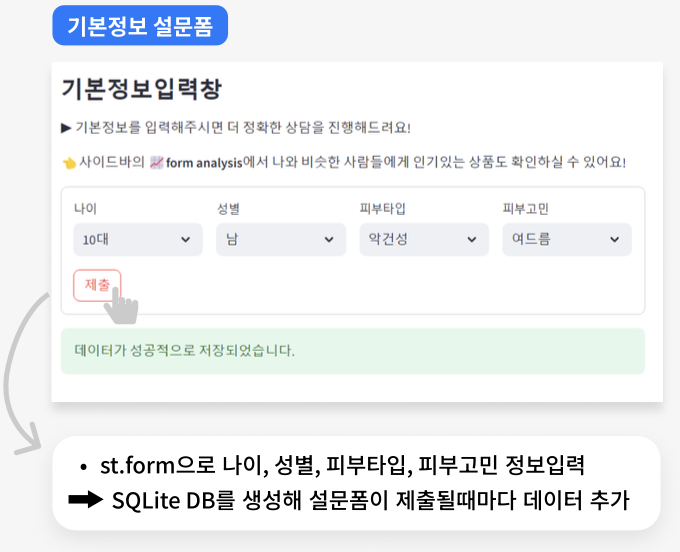 기본정보 설문폼
기본정보입력창
▶ 기본정보를 입력해주시면 더 정확한 상담을 진행해드려요!
👈 사이드바의 📈form analysis에서 나와 비슷한 사람들에게 인기있는 상품도 확인하실 수 있어요!
나이 성별 피부타입 피부고민
10대 남 악건성 여드름
제출
데이터가 성공적으로 저장되었습니다.
• st.form으로 나이, 성별, 피부타입, 피부고민 정보입력
➡ SQLite DB를 생성해 설문폼이 제출될때마다 데이터 추가